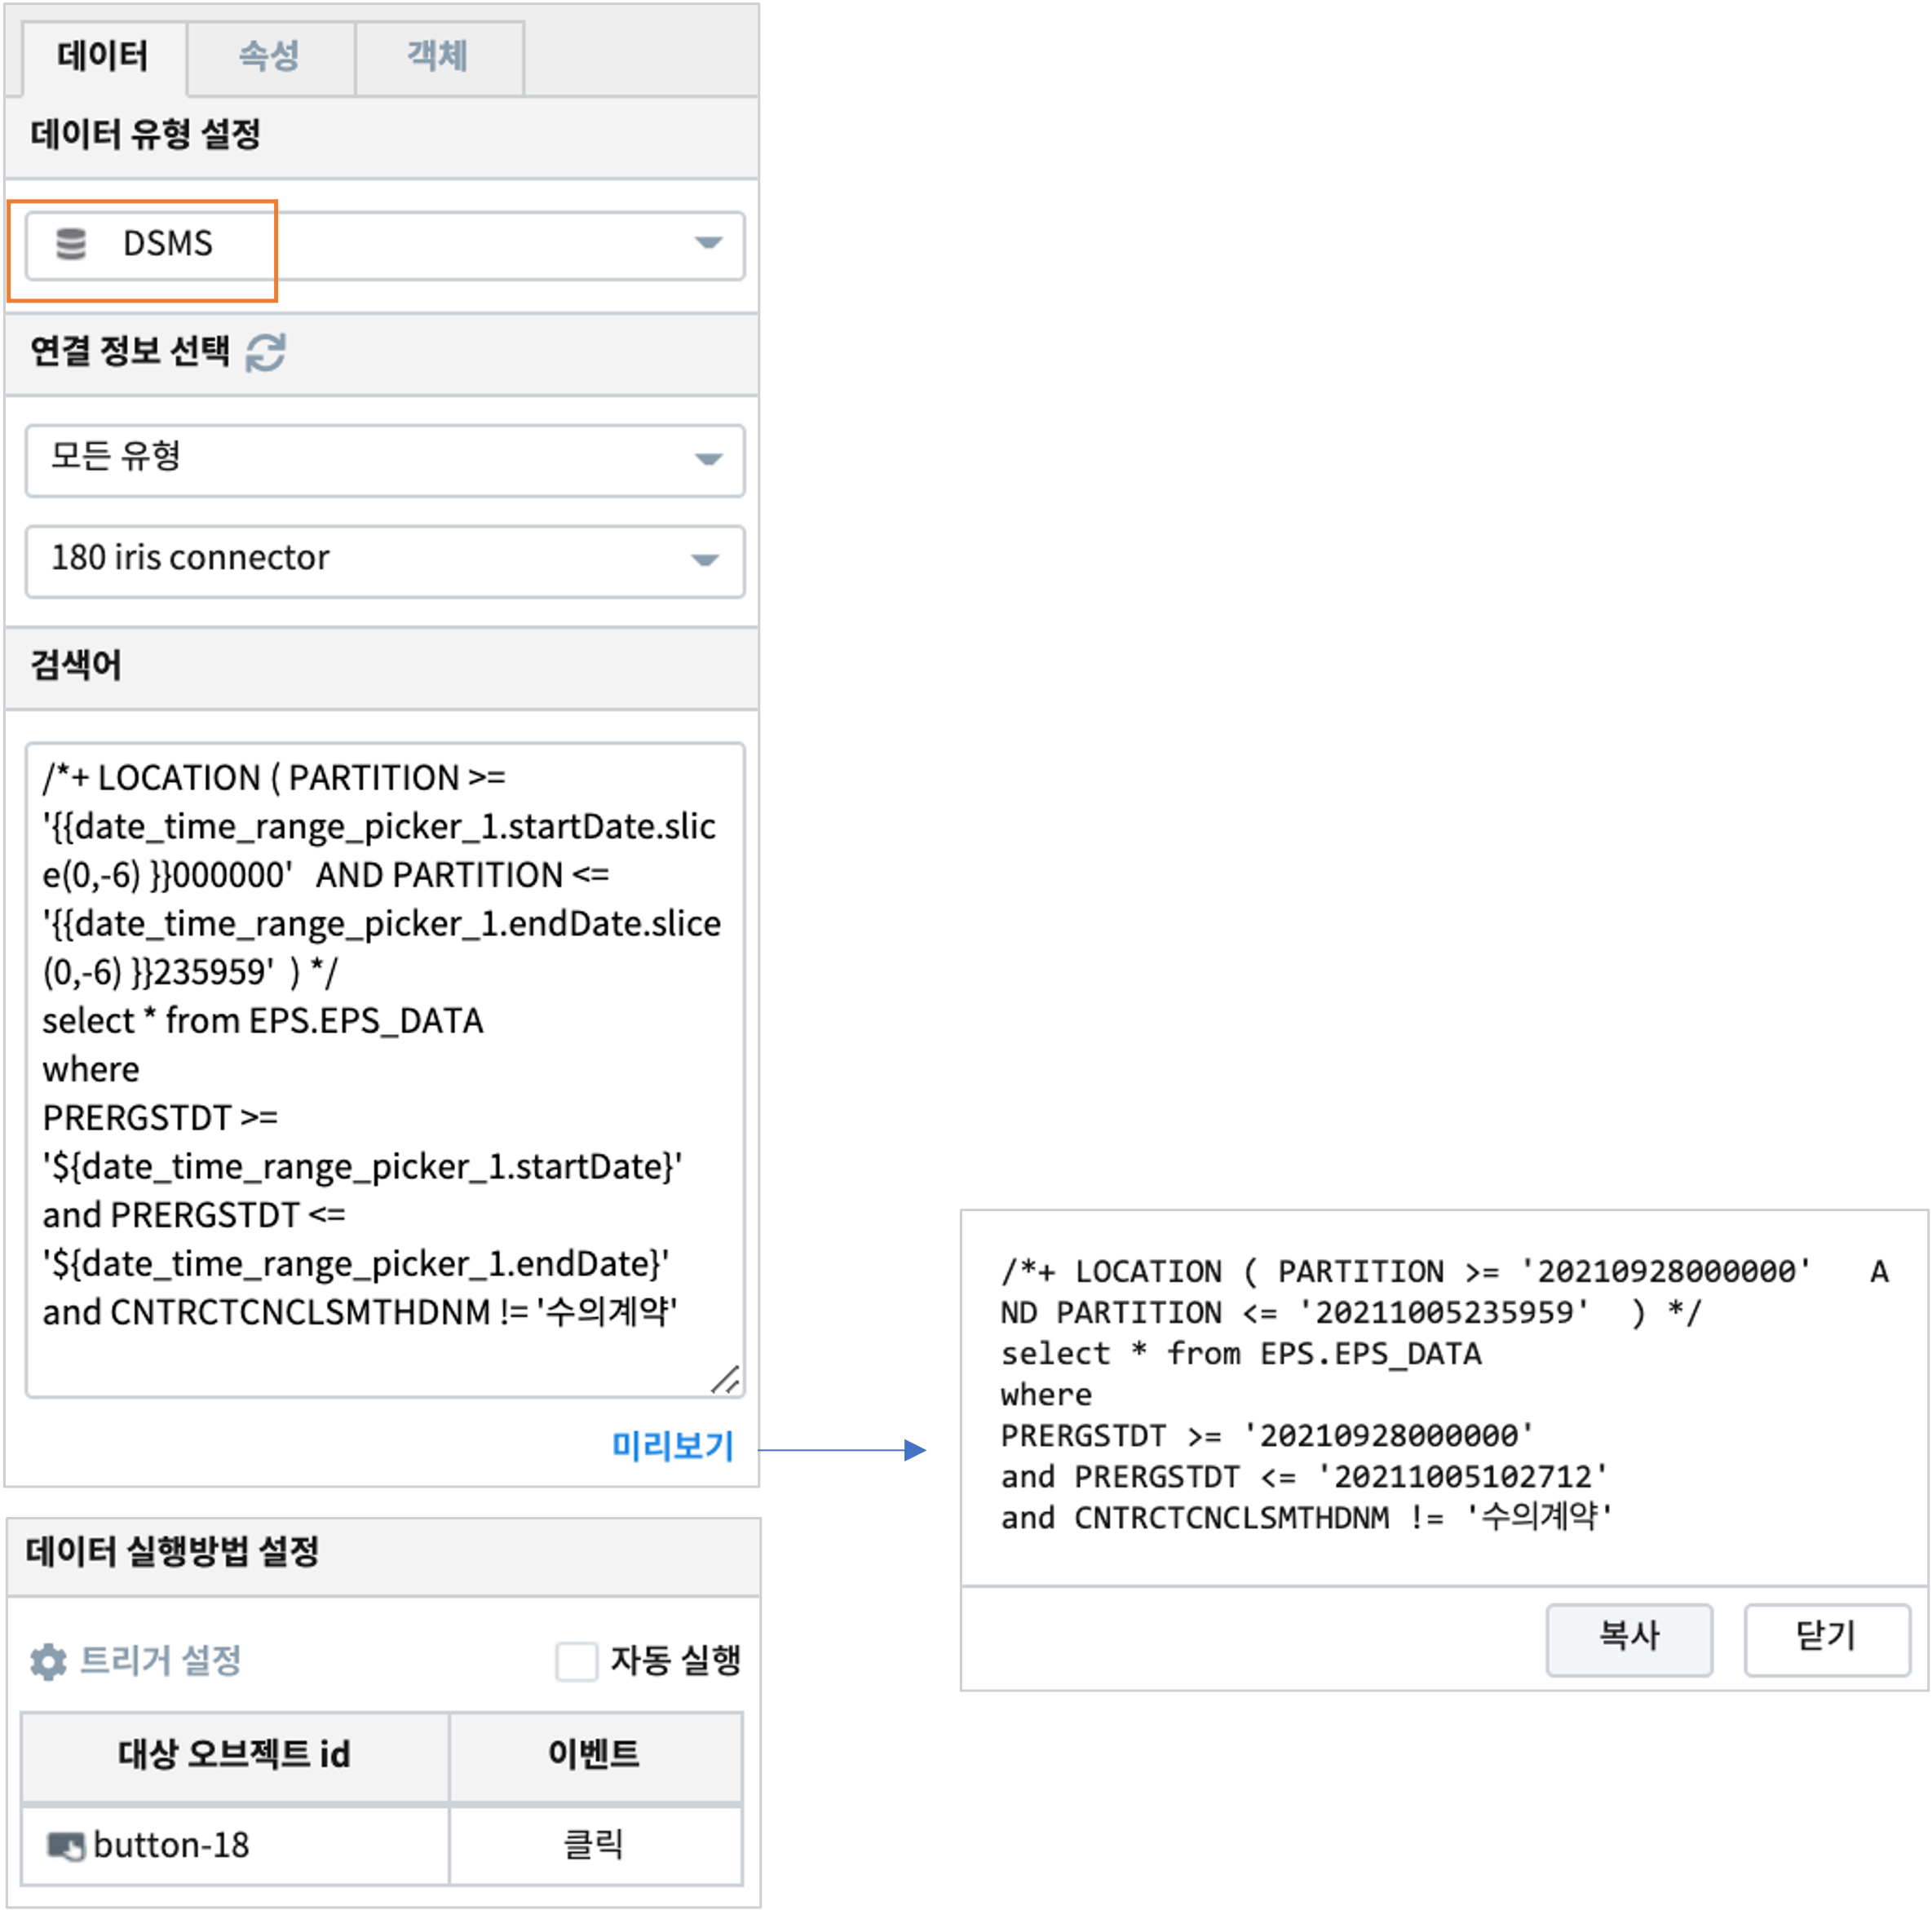 데이터 속성 객체
데이터 유형 설정
DSMS
연결 정보 선택
모든 유형
180 iris connector
검색어
/*+ LOCATION ( PARTITION >=
'{{date_time_range_picker_1.startDate.slic
e(0,-6) }}000000'   AND PARTITION <=
'{{date_time_range_picker_1.endDate.slice
(0,-6) }}235959'  ) */
select * from EPS.EPS_DATA
where
PRERGSTDT >=
'${date_time_range_picker_1.startDate}'
and PRERGSTDT <=
'${date_time_range_picker_1.endDate}'
and CNTRCTCNCLSMTHDNM != '수의계약'
미리보기
데이터 실행방법 설정
트리거 설정 자동 실행
대상 오브젝트 id 이벤트
button-18 클릭
/*+ LOCATION ( PARTITION >= '20210928000000'   A
ND PARTITION <= '20211005235959'  ) */
select * from EPS.EPS_DATA
where
PRERGSTDT >= '20210928000000'
and PRERGSTDT <= '20211005102712'
and CNTRCTCNCLSMTHDNM != '수의계약'
복사 닫기